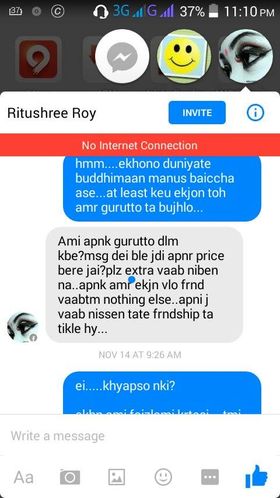 37 3G G 37% 11:10 PM
Ritushree Roy
INVITE
No Internet Connection
hmm....ekhono duniyate
buddhimaan manus baiccha
ase...at least keu ekjon toh
amr gurutto ta bujhlo...
Ami apnk gurutto dlm
kbe?msg dei ble jdi apnr price
bere jai?plz extra vaab niben
na..apnk amr ekjn vlo frnd
vaabtm nothing else..apni j
vaab nissen tate frndship ta
tikle hy...
NOV 14 AT 9:26 AM
ei.....khyapso nki?
Write a message
Aa